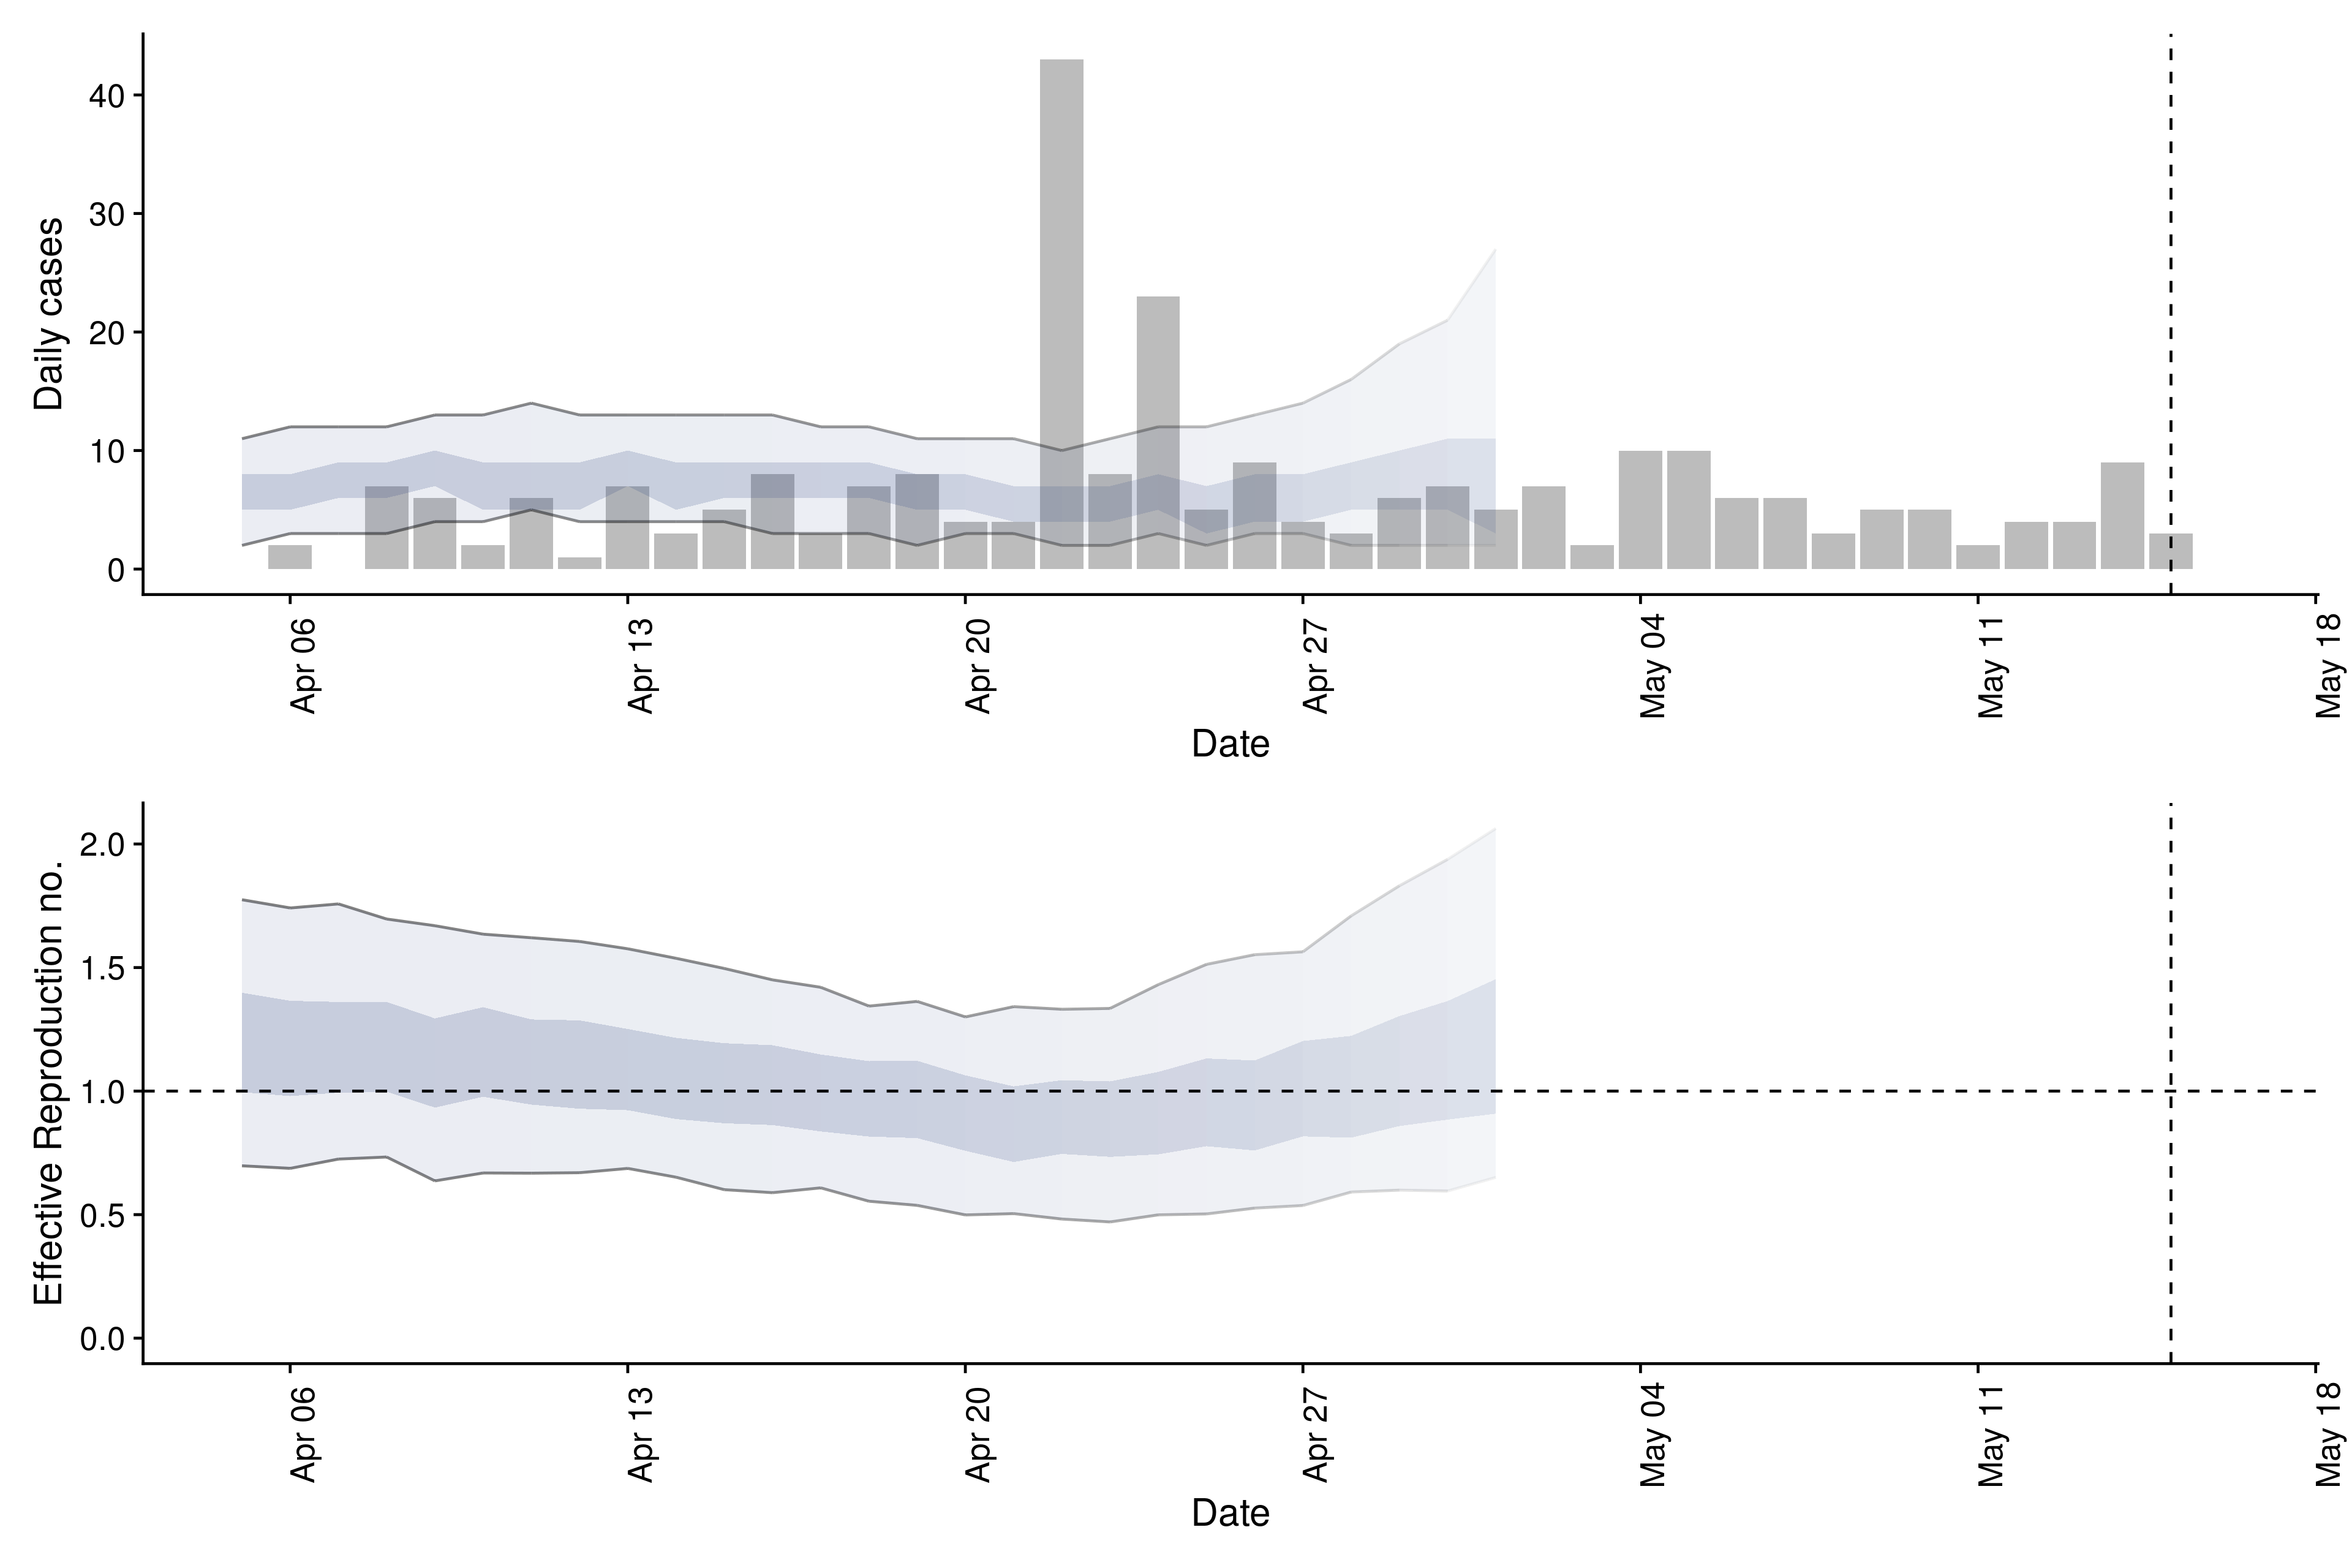 Daily cases
40
30
20
10
0
Apr 06
Apr 13
Apr 20
Apr 27
May 04
May 11
May 18
Date
Effective Reproduction no.
2.0
1.5
1.0
0.5
0.0
Apr 06
Apr 13
Apr 20
Apr 27
May 04
May 11
May 18
Date